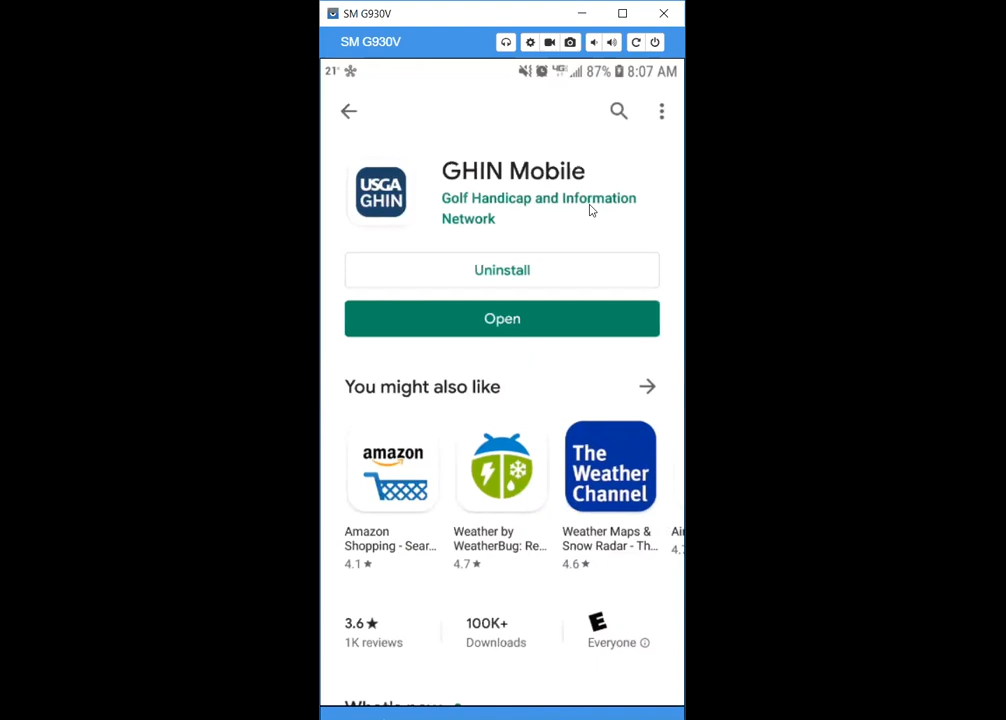 SM G930V
SM G930V
21° 4G 87% 8:07 AM
GHIN Mobile
USGA
GHIN
Golf Handicap and Information
Network
Uninstall
Open
You might also like
amazon
The
Weather
Channel
Amazon
Shopping - Sear...
4.1★
Weather by
WeatherBug: Re...
4.7★
Weather Maps &
Snow Radar - Th...
4.6★
3.6★
1K reviews
100K+
Downloads
E
Everyone